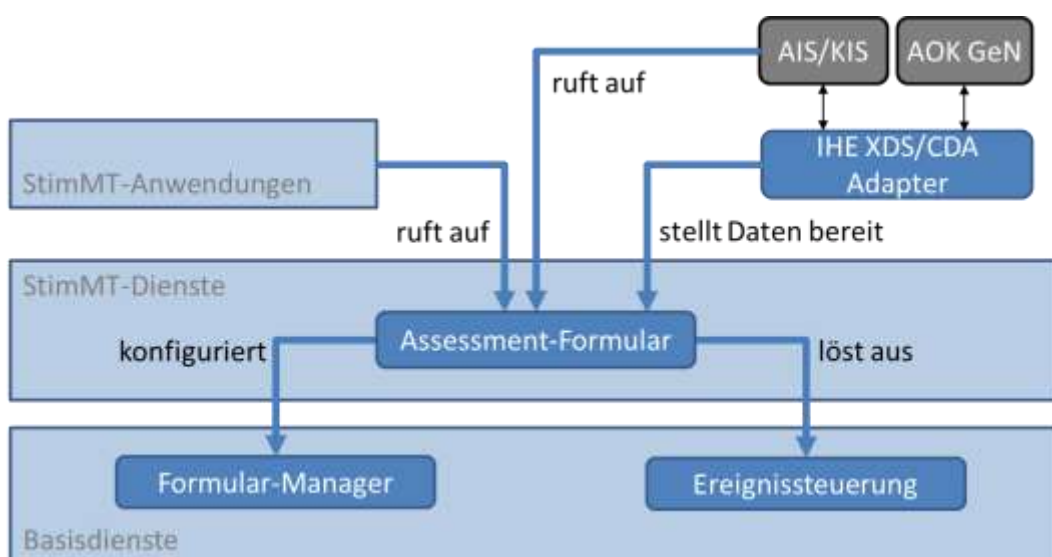 AIS/KIS
AOK GeN
ruft auf
IHE XDS/CDA
Adapter
StimMT-Anwendungen
ruft auf
stellt Daten bereit
StimMT-Dienste
Assessment-Formular
konfiguriert
löst aus
Formular-Manager
Ereignissteuerung
Basisdienste